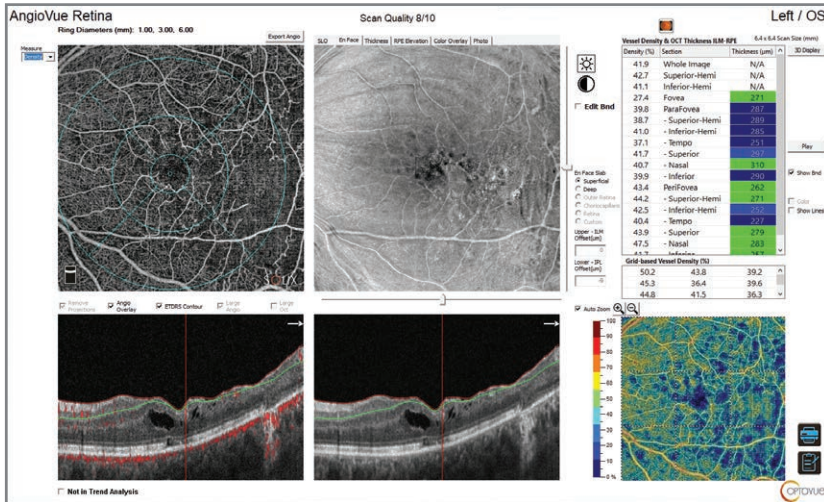 AngioVue Retina
Scan Quality 8/10
Left / OS
Ring Diameters (mm): 1.00, 3.00, 6.00
Export Angio
Measure
Density
SLO En Face Thickness RPE Elevation Color Overlay Photo
Edit Bnd
En Face Slab
Superficial
Deep
Outer Retina
Choriocapillaris
Retina
Custom
Upper - ILM
Offset(µm)
0
Lower - IPL
Offset(µm)
Vessel Density & OCT Thickness ILM-RPE
6.4 x 6.4 Scan Size (mm)
Density (%) Section Thickness (µm)
41.9 Whole Image N/A
42.7 Superior-Hemi N/A
41.1 Inferior-Hemi N/A
27.4 Fovea 271
39.8 ParaFovea 287
38.7 - Superior-Hemi 289
41.0 - Inferior-Hemi 285
37.1 - Tempo 251
41.7 - Superior 297
40.7 - Nasal 310
39.9 - Inferior 290
43.4 PeriFovea 262
44.2 - Superior-Hemi 271
42.5 - Inferior-Hemi
40.4 - Tempo 227
43.9 - Superior 279
47.5 - Nasal 283
41.7 - Inferior 257
Grid-based Vessel Density (%)
50.2 43.8 39.2
45.3 36.4 39.6
44.8 41.5 36.3
3D Display
Play
Show Bnd
Color
Show Lines
Remove Projections
Angio Overlay
ETDRS Contour
Large Angio
Large Oct
Auto Zoom
100
90
80
70
60
50
40
30
20
10
0 %
Not in Trend Analysis
OPTOVUE